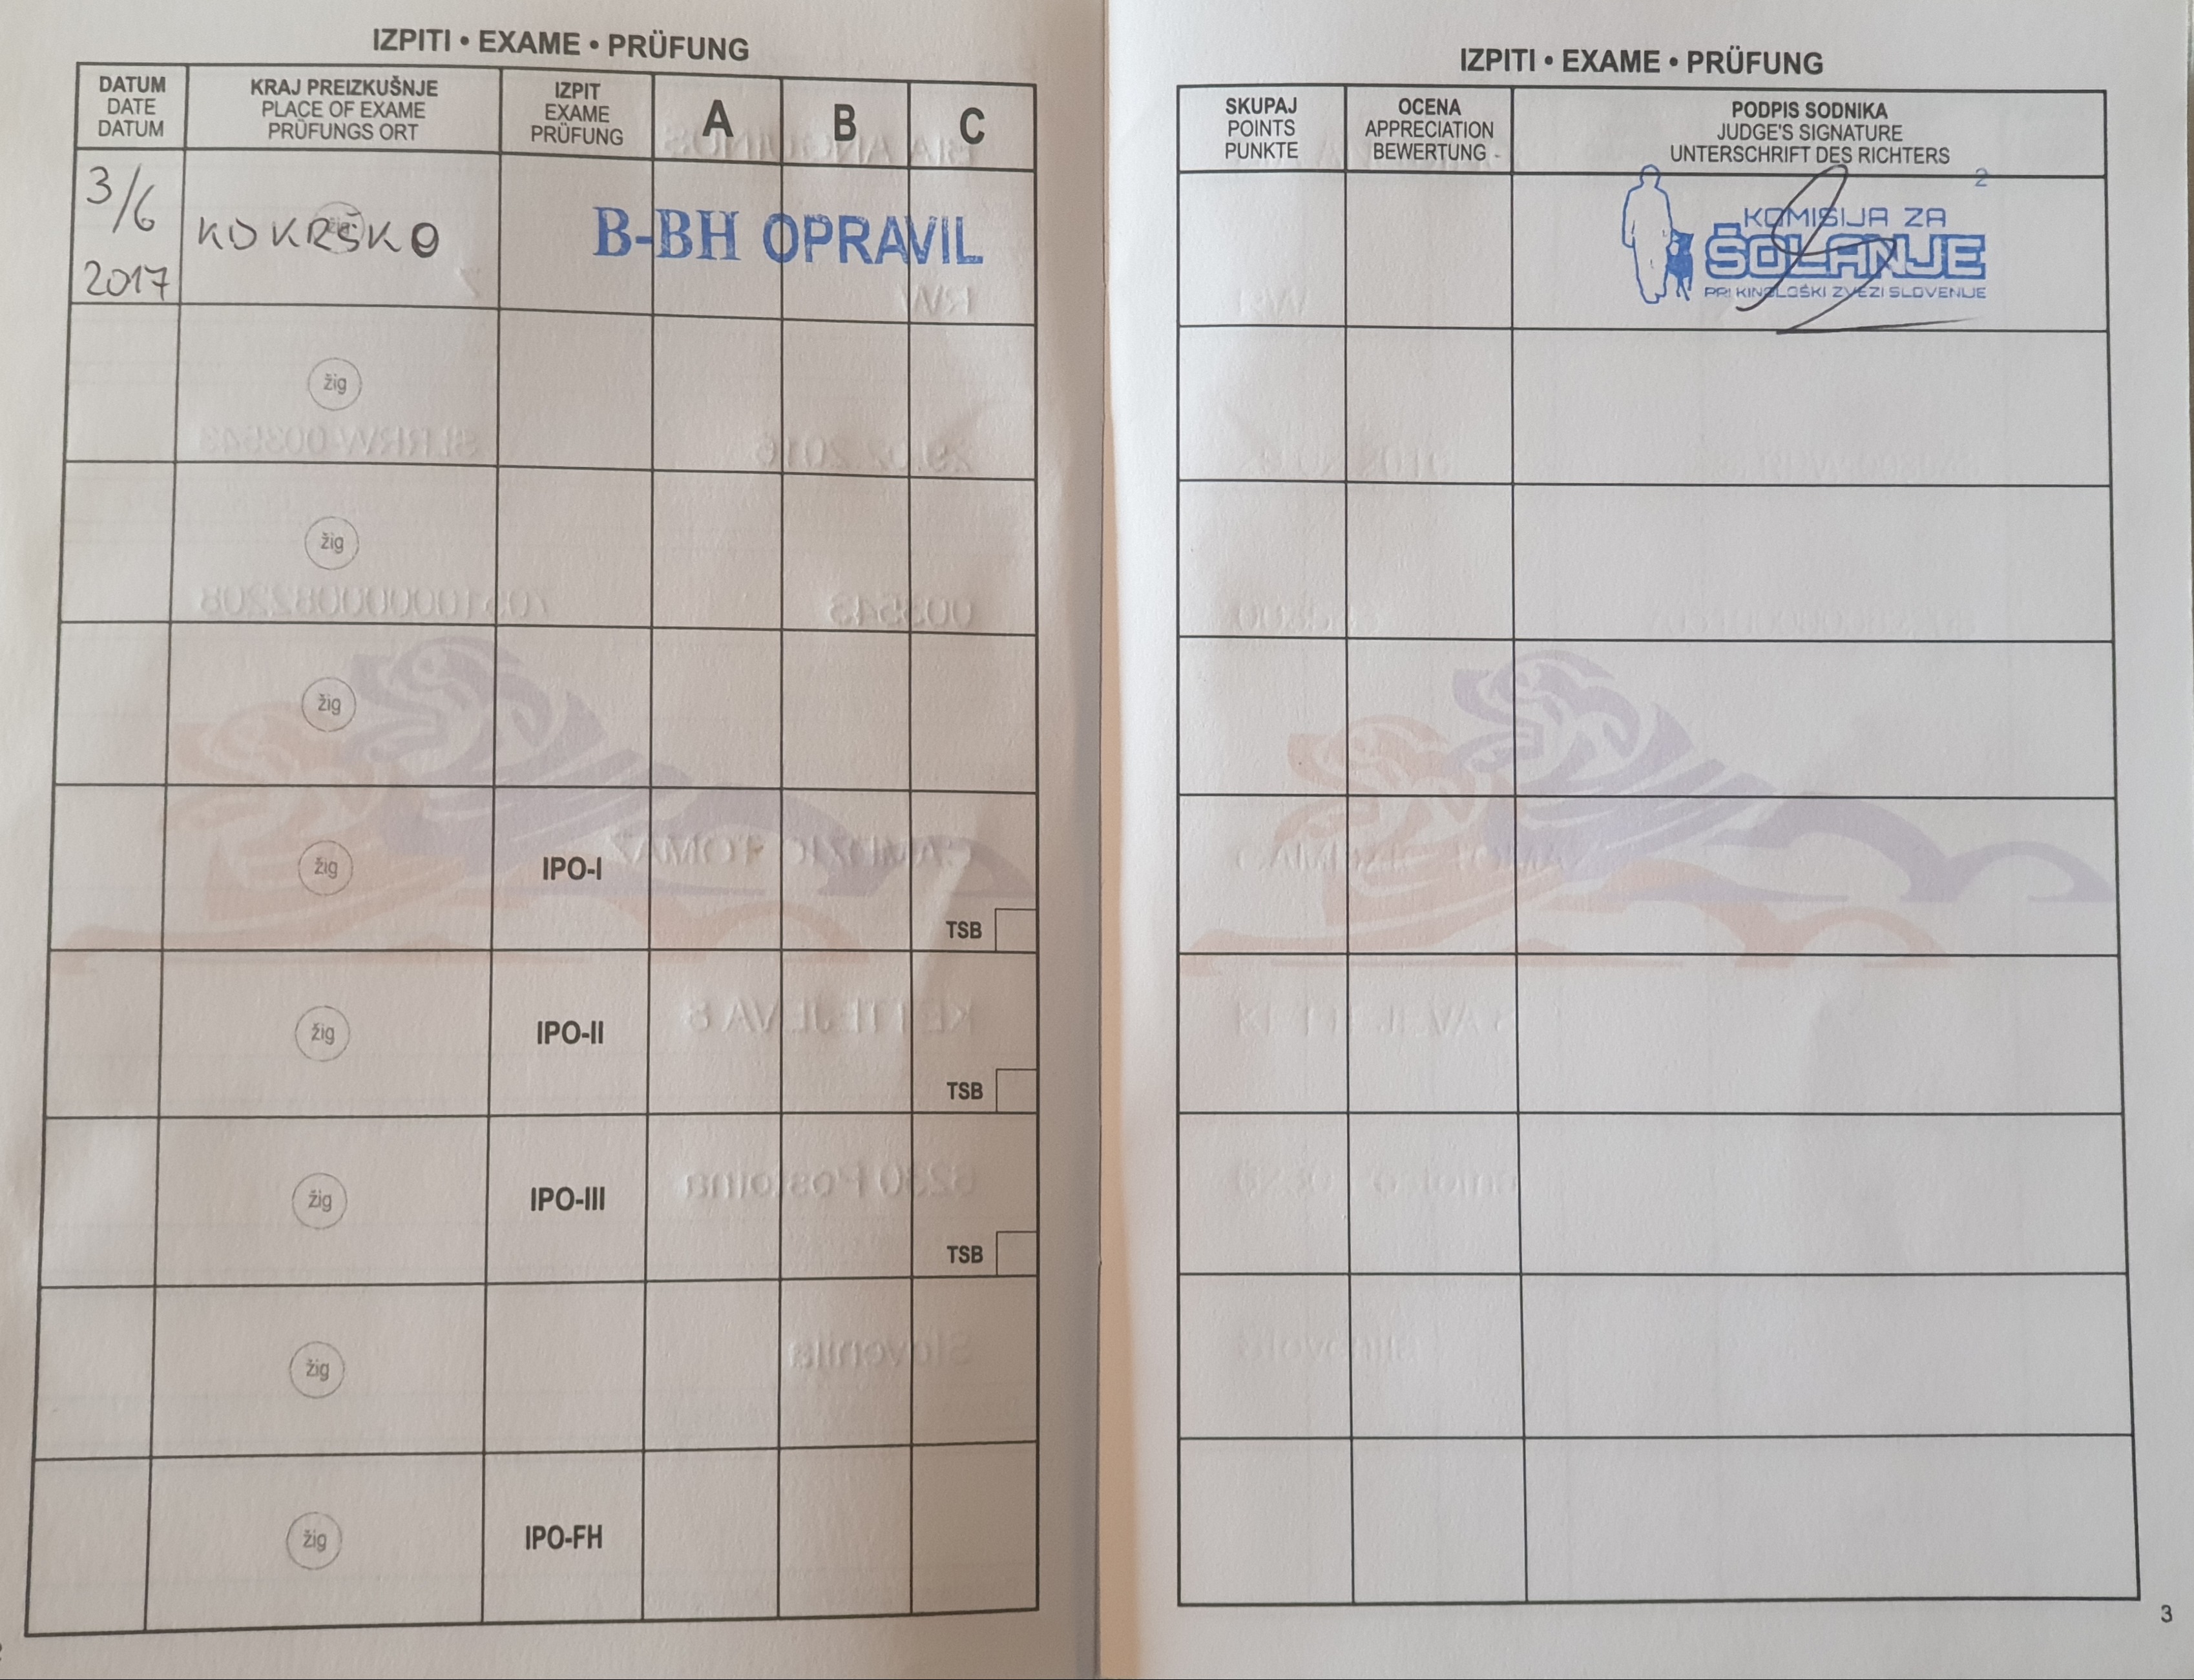 IZPITI • EXAME • PRÜFUNG
DATUM
DATE
DATUM
KRAJ PREIZKUŠNJE
PLACE OF EXAME
PRÜFUNGS ORT
IZPIT
EXAME
PRÜFUNG
A
B
C
3/6
2017
KD KRŠKO
B-BH OPRAVIL
žig
žig
žig
žig
IPO-I
TSB
žig
IPO-II
TSB
žig
IPO-III
TSB
žig
žig
IPO-FH
IZPITI • EXAME • PRÜFUNG
SKUPAJ
POINTS
PUNKTE
OCENA
APPRECIATION
BEWERTUNG
PODPIS SODNIKA
JUDGE'S SIGNATURE
UNTERSCHRIFT DES RICHTERS
2
KOMISIJA ZA
ŠOLANJE
PRI KINOLOŠKI ZVEZI SLOVENIJE
3